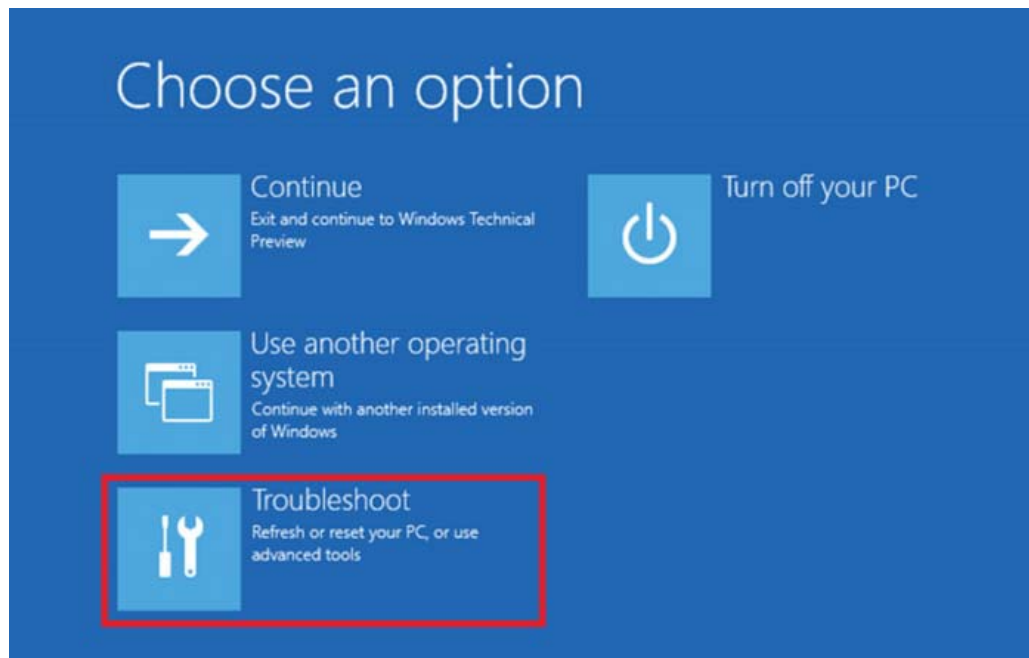 Choose an option
Continue
Exit and continue to Windows Technical
Preview
Turn off your PC
Use another operating
system
Continue with another installed version
of Windows
Troubleshoot
Refresh or reset your PC, or use
advanced tools